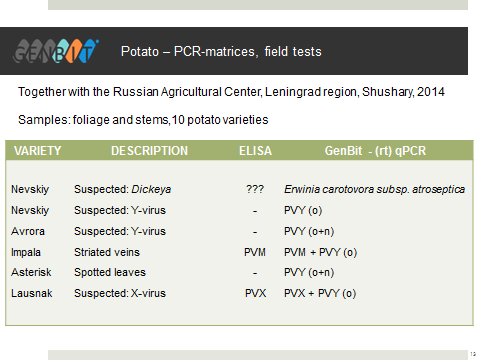 GENBIT Potato – PCR-matrices, field tests
Together with the Russian Agricultural Center, Leningrad region, Shushary, 2014
Samples: foliage and stems,10 potato varieties
VARIETY DESCRIPTION ELISA GenBit - (rt) qPCR
Nevskiy Suspected: Dickeya ??? Erwinia carotovora subsp. atroseptica
Nevskiy Suspected: Y-virus - PVY (o)
Avrora Suspected: Y-virus - PVY (o+n)
Impala Striated veins PVM PVM + PVY (o)
Asterisk Spotted leaves - PVY (o+n)
Lausnak Suspected: X-virus PVX PVX + PVY (o)